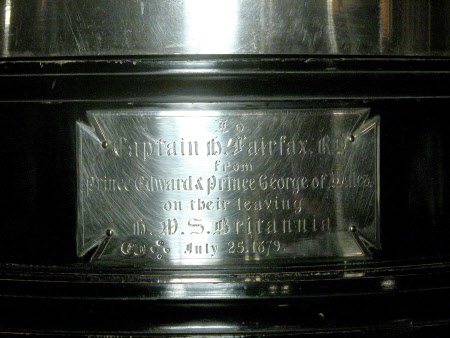 To
Captain H. Fairfax, R.N.
from
Prince Edward & Prince George of Wales,
on their leaving
H.M.S. Britannia
July 25. 1879.